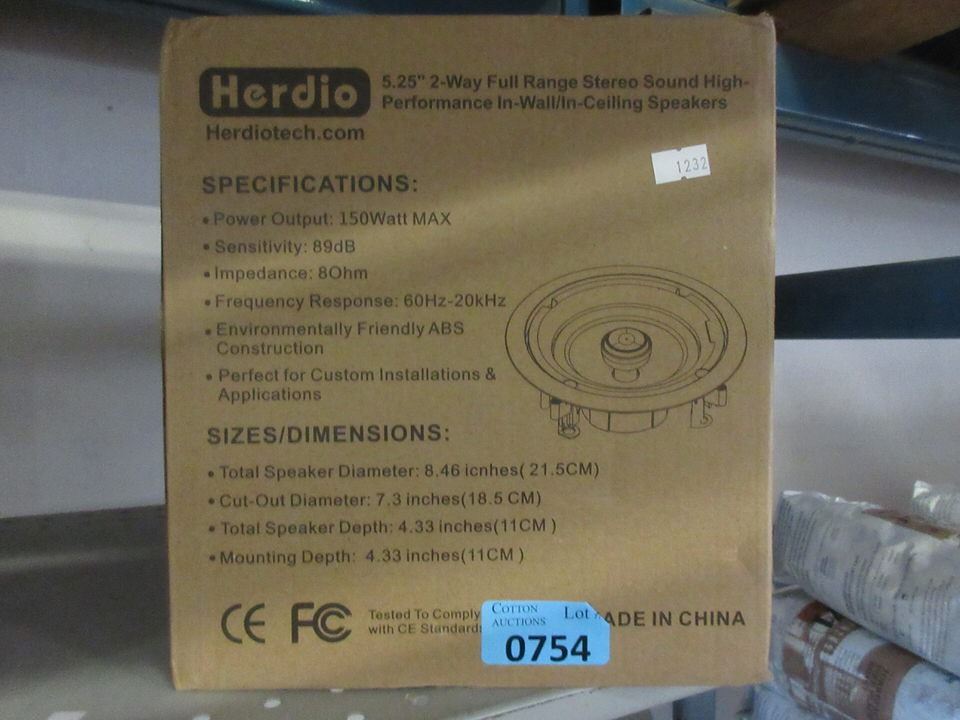 Herdio
5.25" 2-Way Full Range Stereo Sound High-
Performance In-Wall/In-Ceiling Speakers
Herdiotech.com
1232
SPECIFICATIONS:
• Power Output: 150Watt MAX
• Sensitivity: 89dB
• Impedance: 8Ohm
• Frequency Response: 60Hz-20kHz
• Environmentally Friendly ABS
Construction
• Perfect for Custom Installations &
Applications
SIZES/DIMENSIONS:
• Total Speaker Diameter: 8.46 icnhes( 21.5CM)
• Cut-Out Diameter: 7.3 inches(18.5 CM)
• Total Speaker Depth: 4.33 inches(11CM )
• Mounting Depth: 4.33 inches(11CM )
CE FC
Tested To Comply
with CE Standards
COTTON
AUCTIONS
Lot
0754
ADE IN CHINA